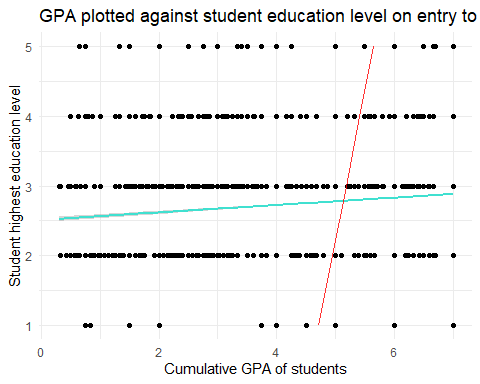 GPA plotted against student education level on entry to
5
4
3
2
1
Student highest education level
0 2 4 6
Cumulative GPA of students